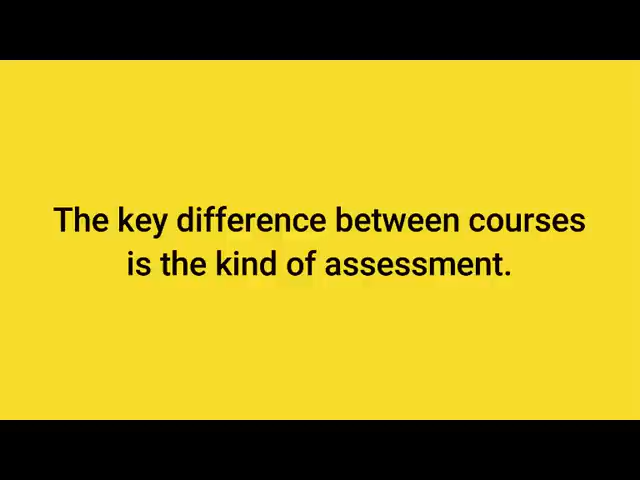 The key difference between courses
is the kind of assessment.